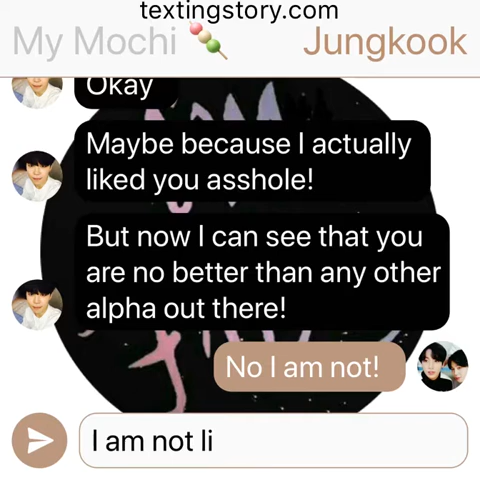 textingstory.com
My Mochi 🍡 Jungkook
Okay
Maybe because I actually
liked you asshole!
But now I can see that you
are no better than any other
alpha out there!
No I am not!
I am not li